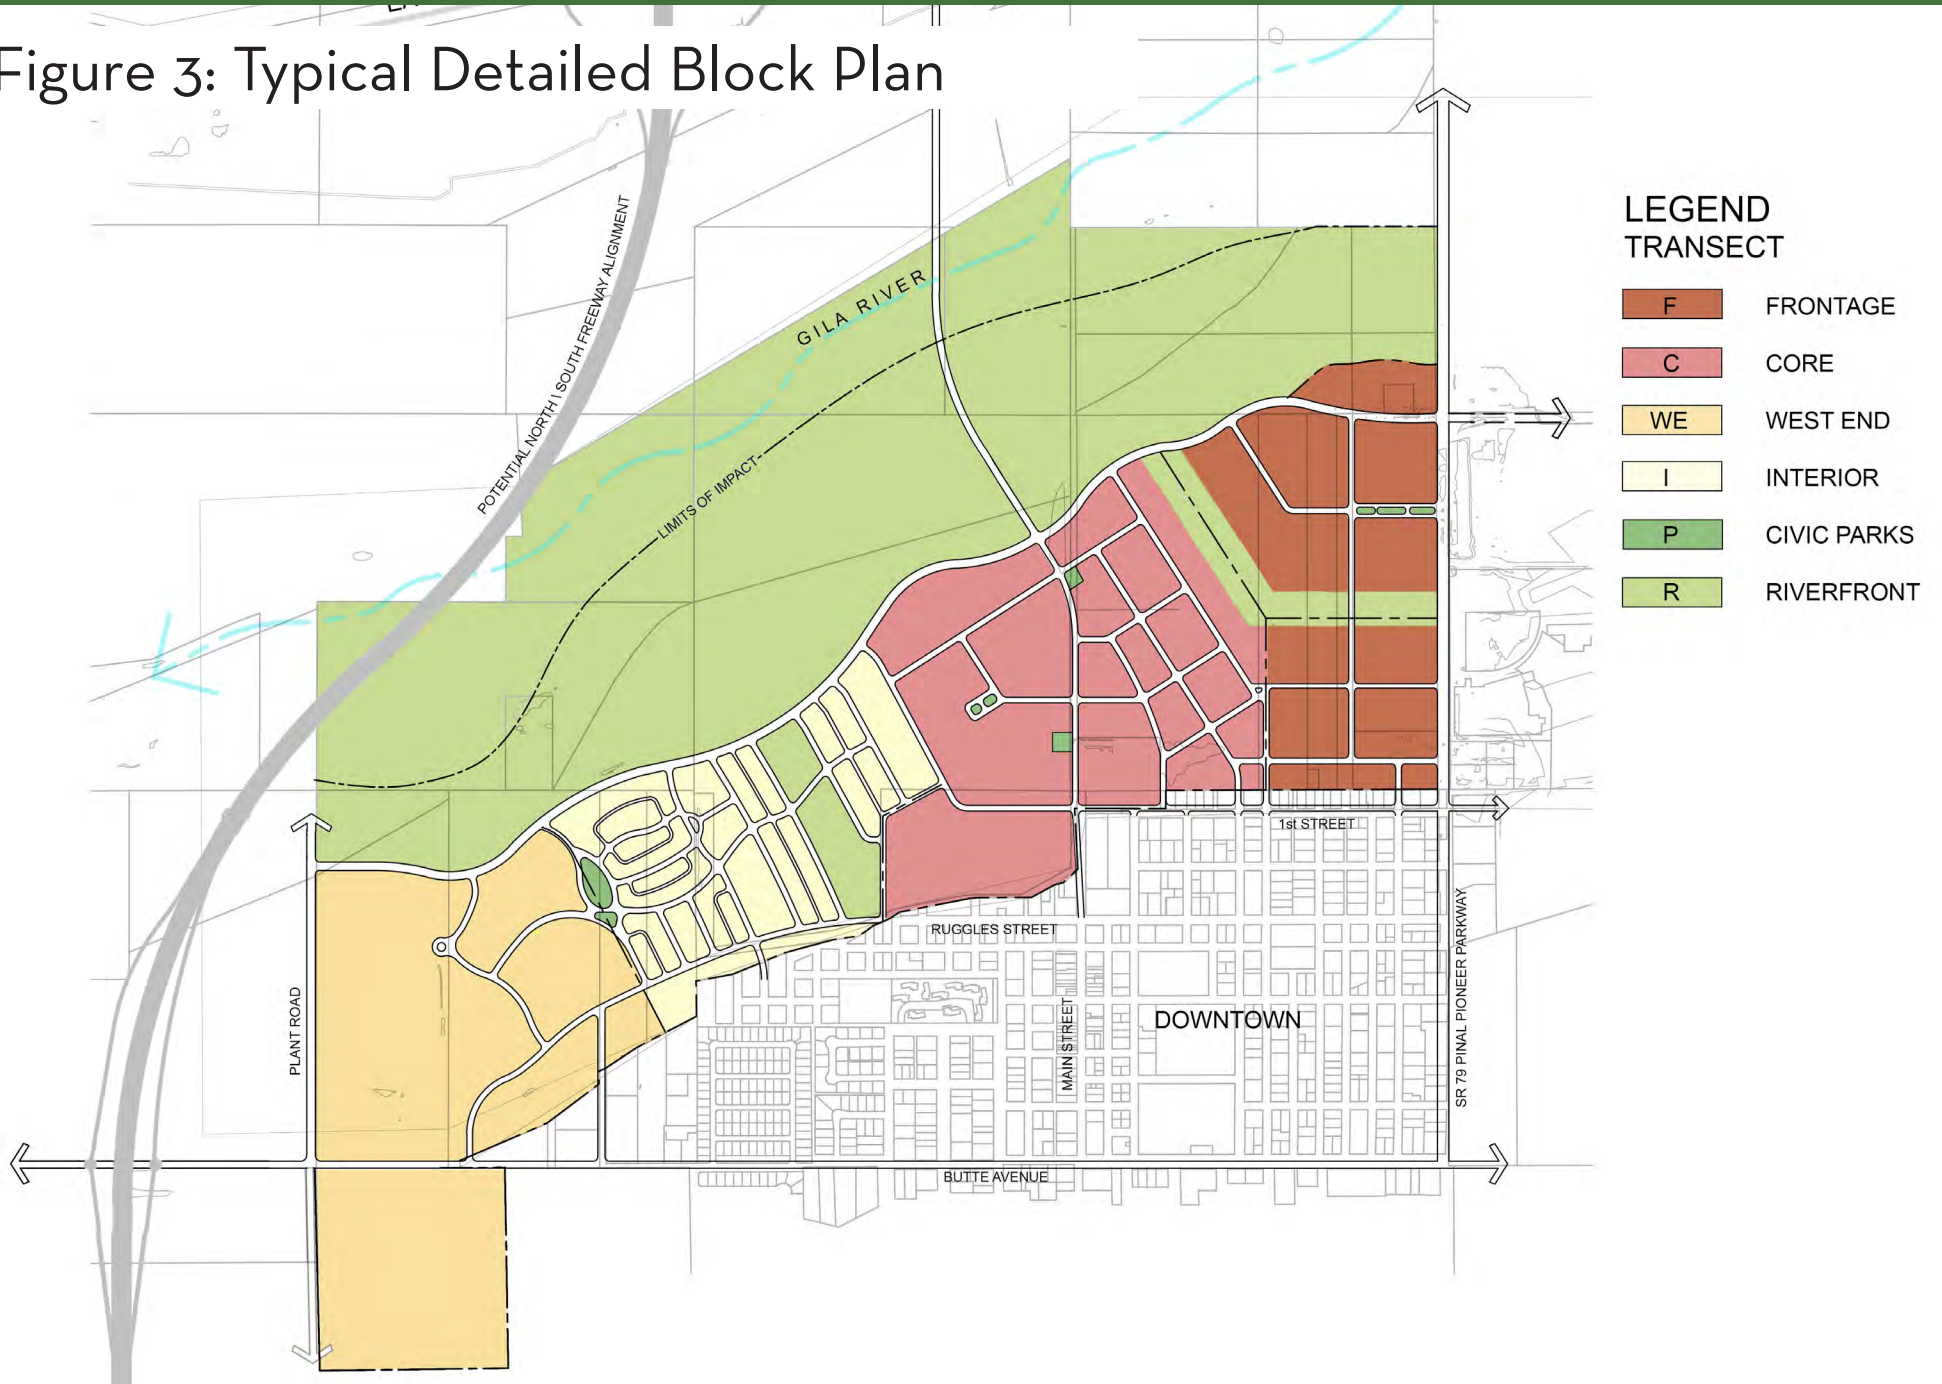 Figure 3: Typical Detailed Block Plan
POTENTIAL NORTH \ SOUTH FREEWAY ALIGNMENT
GILA RIVER
LIMITS OF IMPACT
LEGEND
TRANSECT
F FRONTAGE
C CORE
WE WEST END
I INTERIOR
P CIVIC PARKS
R RIVERFRONT
1st STREET
RUGGLES STREET
PLANT ROAD
MAIN STREET
DOWNTOWN
SR 79 PINAL PIONEER PARKWAY
BUTTE AVENUE